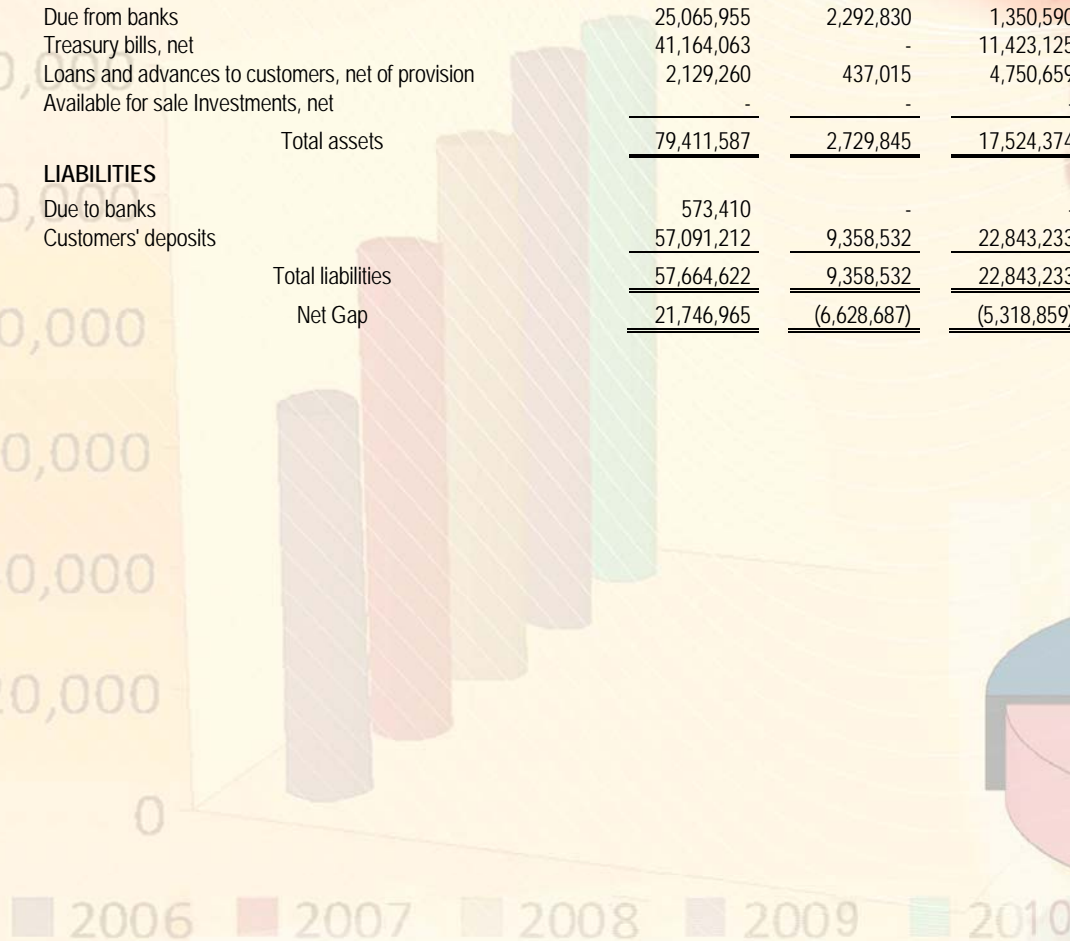 Due from banks 25,065,955 2,292,830 1,350,590
Treasury bills, net 41,164,063 - 11,423,125
Loans and advances to customers, net of provision 2,129,260 437,015 4,750,659
Available for sale Investments, net - - -
Total assets 79,411,587 2,729,845 17,524,374
LIABILITIES
Due to banks 573,410 - -
Customers' deposits 57,091,212 9,358,532 22,843,233
Total liabilities 57,664,622 9,358,532 22,843,233
Net Gap 21,746,965 (6,628,687) (5,318,859)
0,000
0,000
0,000
0,000
0,000
20,000
0
2006 2007 2008 2009 2010